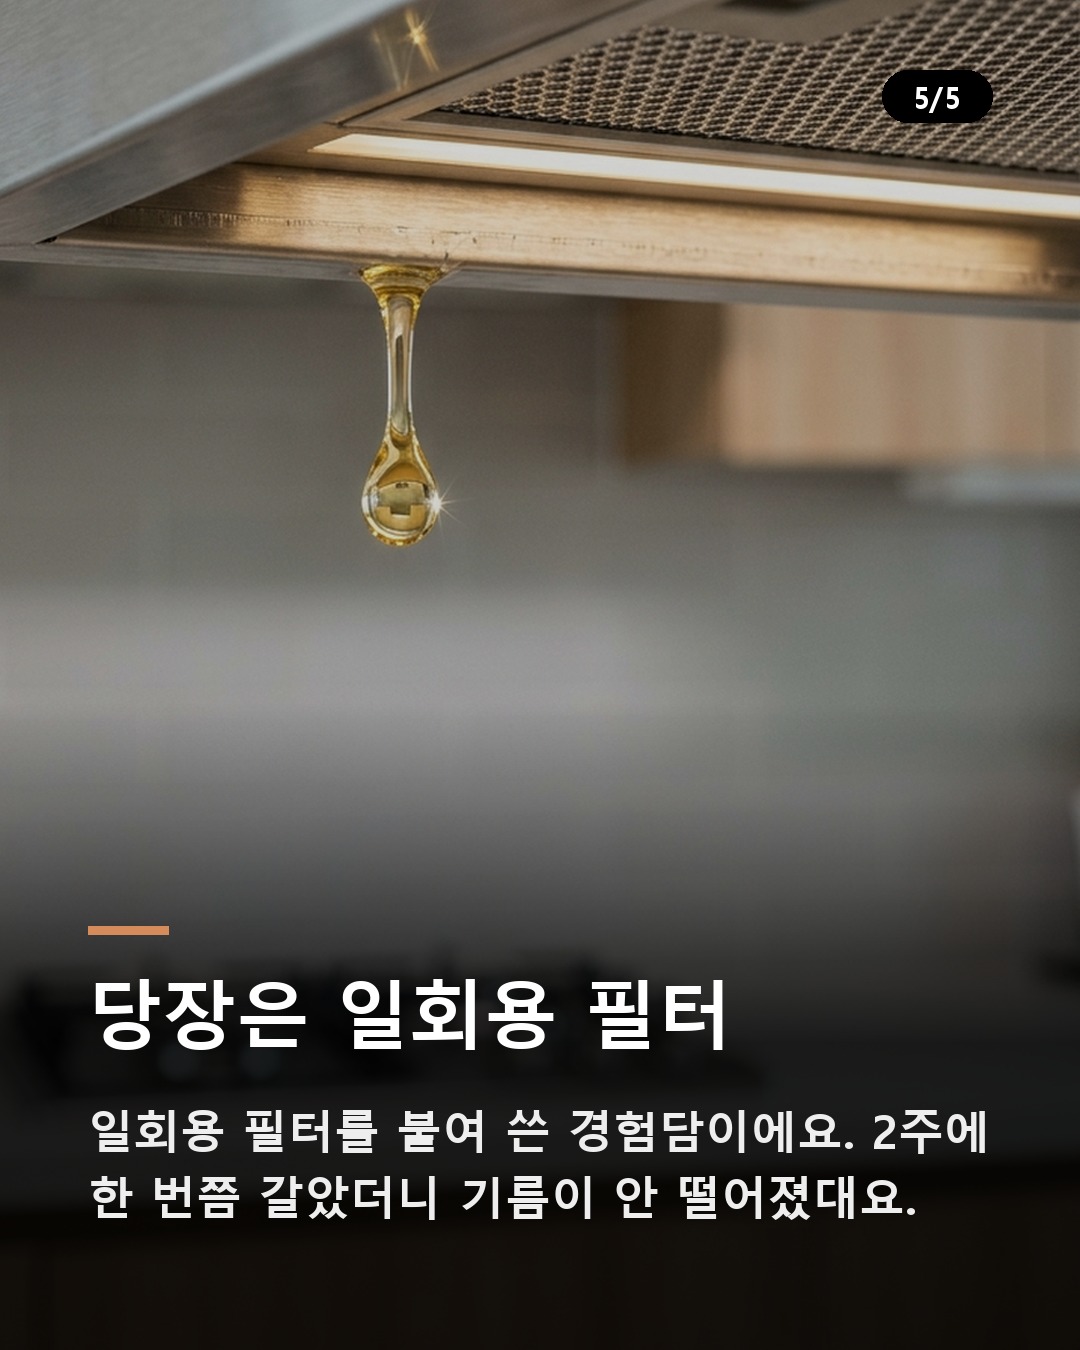 5/5
당장은 일회용 필터
일회용 필터를 붙여 쓴 경험담이에요. 2주에
한 번쯤 갈았더니 기름이 안 떨어졌대요.